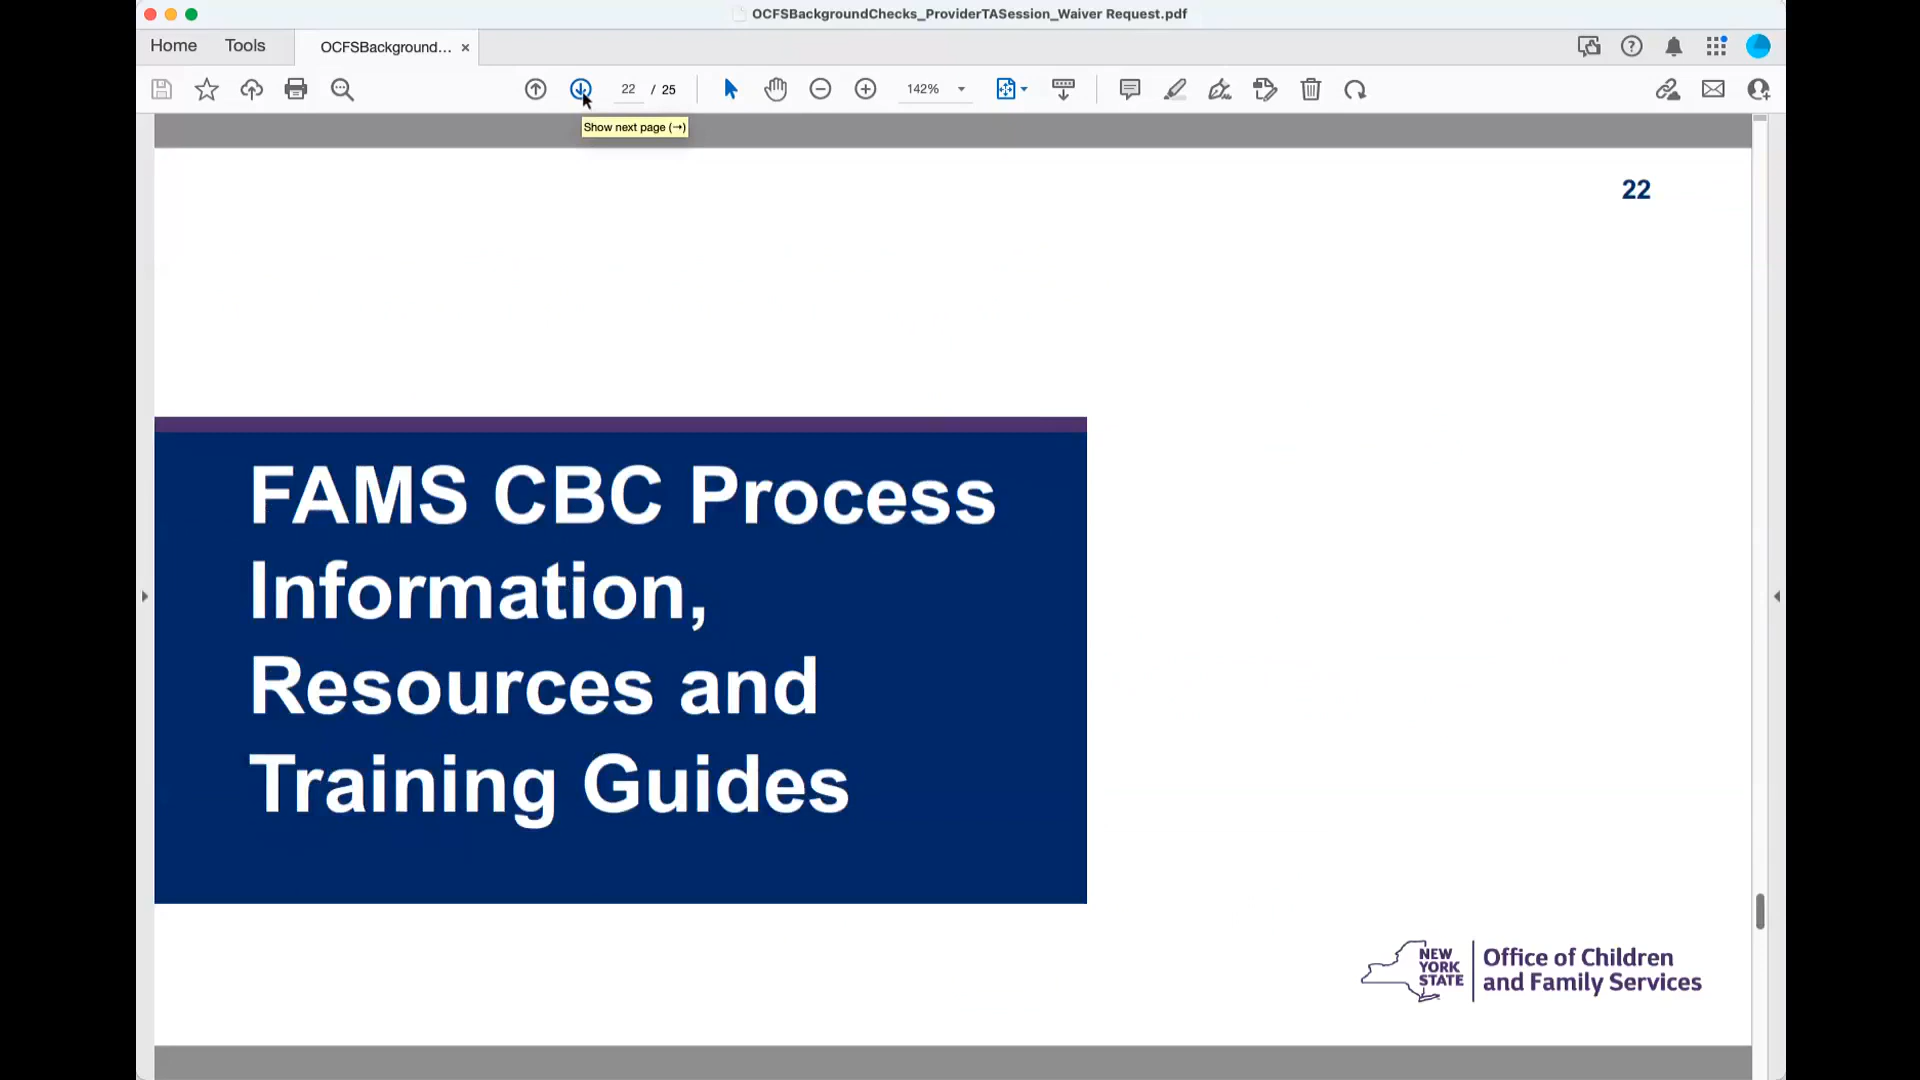 OCFSBackgroundChecks_ProviderTASession_Waiver Request.pdf
Home
Tools
OCFSBackground... ×
22 / 25
142%
Show next page (→)
22
FAMS CBC Process
Information,
Resources and
Training Guides
NEW
YORK
STATE
Office of Children
and Family Services